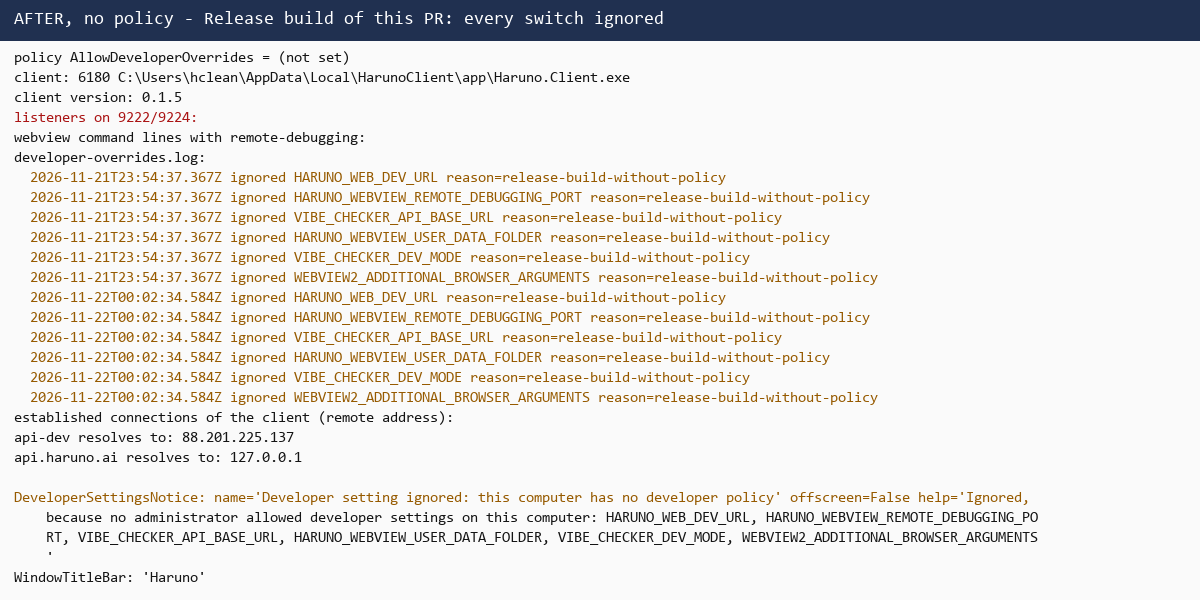 AFTER, no policy - Release build of this PR: every switch ignored
policy AllowDeveloperOverrides = (not set)
client: 6180 C:\Users\hclean\AppData\Local\HarunoClient\app\Haruno.Client.exe
client version: 0.1.5
listeners on 9222/9224:
webview command lines with remote-debugging:
developer-overrides.log:
2026-11-21T23:54:37.367Z ignored HARUNO_WEB_DEV_URL reason=release-build-without-policy
2026-11-21T23:54:37.367Z ignored HARUNO_WEBVIEW_REMOTE_DEBUGGING_PORT reason=release-build-without-policy
2026-11-21T23:54:37.367Z ignored VIBE_CHECKER_API_BASE_URL reason=release-build-without-policy
2026-11-21T23:54:37.367Z ignored HARUNO_WEBVIEW_USER_DATA_FOLDER reason=release-build-without-policy
2026-11-21T23:54:37.367Z ignored VIBE_CHECKER_DEV_MODE reason=release-build-without-policy
2026-11-21T23:54:37.367Z ignored WEBVIEW2_ADDITIONAL_BROWSER_ARGUMENTS reason=release-build-without-policy
2026-11-22T00:02:34.584Z ignored HARUNO_WEB_DEV_URL reason=release-build-without-policy
2026-11-22T00:02:34.584Z ignored HARUNO_WEBVIEW_REMOTE_DEBUGGING_PORT reason=release-build-without-policy
2026-11-22T00:02:34.584Z ignored VIBE_CHECKER_API_BASE_URL reason=release-build-without-policy
2026-11-22T00:02:34.584Z ignored HARUNO_WEBVIEW_USER_DATA_FOLDER reason=release-build-without-policy
2026-11-22T00:02:34.584Z ignored VIBE_CHECKER_DEV_MODE reason=release-build-without-policy
2026-11-22T00:02:34.584Z ignored WEBVIEW2_ADDITIONAL_BROWSER_ARGUMENTS reason=release-build-without-policy
established connections of the client (remote address):
api-dev resolves to: 88.201.225.137
api.haruno.ai resolves to: 127.0.0.1
DeveloperSettingsNotice: name='Developer setting ignored: this computer has no developer policy' offscreen=False help='Ignored,
because no administrator allowed developer settings on this computer: HARUNO_WEB_DEV_URL, HARUNO_WEBVIEW_REMOTE_DEBUGGING_PO
RT, VIBE_CHECKER_API_BASE_URL, HARUNO_WEBVIEW_USER_DATA_FOLDER, VIBE_CHECKER_DEV_MODE, WEBVIEW2_ADDITIONAL_BROWSER_ARGUMENTS
'
WindowTitleBar: 'Haruno'